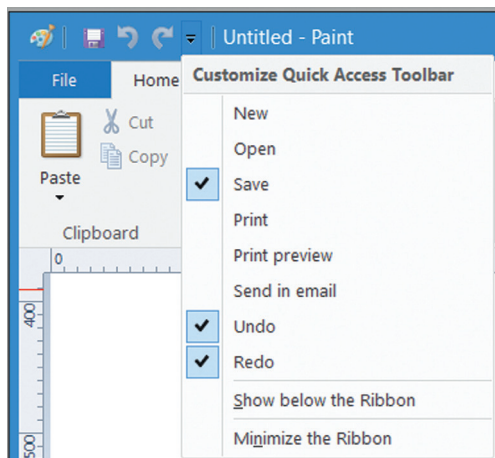 Untitled - Paint
File Home
Customize Quick Access Toolbar
New
Open
Save
Print
Print preview
Send in email
Undo
Redo
Show below the Ribbon
Minimize the Ribbon
Cut
Copy
Paste
Clipboard
0
400
500